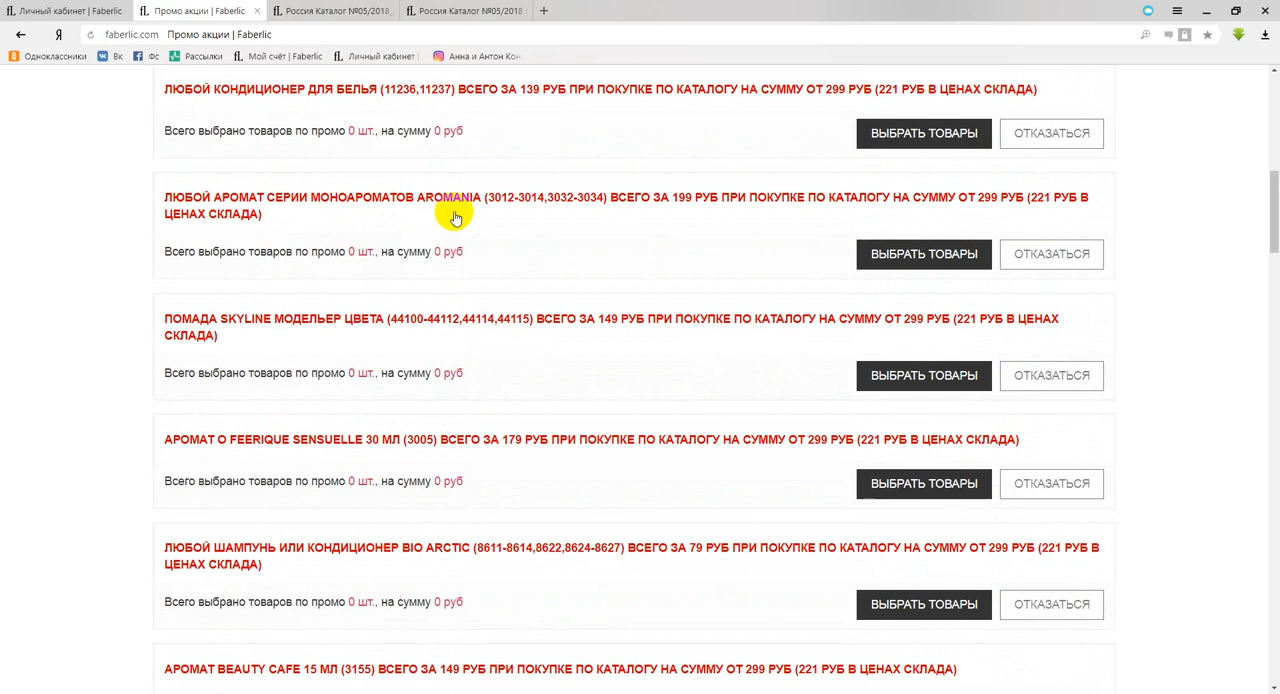 Личный кабинет | Faberlic
Промо акции | Faberlic
Россия Каталог №05/2018
Россия Каталог №05/2018
faberlic.com Промо акции | Faberlic
Одноклассники Вк Фс Рассылки Мой счёт | Faberlic Личный кабинет | Анна и Антон Кон
ЛЮБОЙ КОНДИЦИОНЕР ДЛЯ БЕЛЬЯ (11236,11237) ВСЕГО ЗА 139 РУБ ПРИ ПОКУПКЕ ПО КАТАЛОГУ НА СУММУ ОТ 299 РУБ (221 РУБ В ЦЕНАХ СКЛАДА)
Всего выбрано товаров по промо 0 шт., на сумму 0 руб
ВЫБРАТЬ ТОВАРЫ ОТКАЗАТЬСЯ
ЛЮБОЙ АРОМАТ СЕРИИ МОНОАРОМАТОВ AROMANIA (3012-3014,3032-3034) ВСЕГО ЗА 199 РУБ ПРИ ПОКУПКЕ ПО КАТАЛОГУ НА СУММУ ОТ 299 РУБ (221 РУБ В
ЦЕНАХ СКЛАДА)
Всего выбрано товаров по промо 0 шт., на сумму 0 руб
ВЫБРАТЬ ТОВАРЫ ОТКАЗАТЬСЯ
ПОМАДА SKYLINE МОДЕЛЬЕР ЦВЕТА (44100-44112,44114,44115) ВСЕГО ЗА 149 РУБ ПРИ ПОКУПКЕ ПО КАТАЛОГУ НА СУММУ ОТ 299 РУБ (221 РУБ В ЦЕНАХ
СКЛАДА)
Всего выбрано товаров по промо 0 шт., на сумму 0 руб
ВЫБРАТЬ ТОВАРЫ ОТКАЗАТЬСЯ
АРОМАТ O FEERIQUE SENSUELLE 30 МЛ (3005) ВСЕГО ЗА 179 РУБ ПРИ ПОКУПКЕ ПО КАТАЛОГУ НА СУММУ ОТ 299 РУБ (221 РУБ В ЦЕНАХ СКЛАДА)
Всего выбрано товаров по промо 0 шт., на сумму 0 руб
ВЫБРАТЬ ТОВАРЫ ОТКАЗАТЬСЯ
ЛЮБОЙ ШАМПУНЬ ИЛИ КОНДИЦИОНЕР BIO ARCTIC (8611-8614,8622,8624-8627) ВСЕГО ЗА 79 РУБ ПРИ ПОКУПКЕ ПО КАТАЛОГУ НА СУММУ ОТ 299 РУБ (221 РУБ В
ЦЕНАХ СКЛАДА)
Всего выбрано товаров по промо 0 шт., на сумму 0 руб
ВЫБРАТЬ ТОВАРЫ ОТКАЗАТЬСЯ
АРОМАТ BEAUTY CAFE 15 МЛ (3155) ВСЕГО ЗА 149 РУБ ПРИ ПОКУПКЕ ПО КАТАЛОГУ НА СУММУ ОТ 299 РУБ (221 РУБ В ЦЕНАХ СКЛАДА)